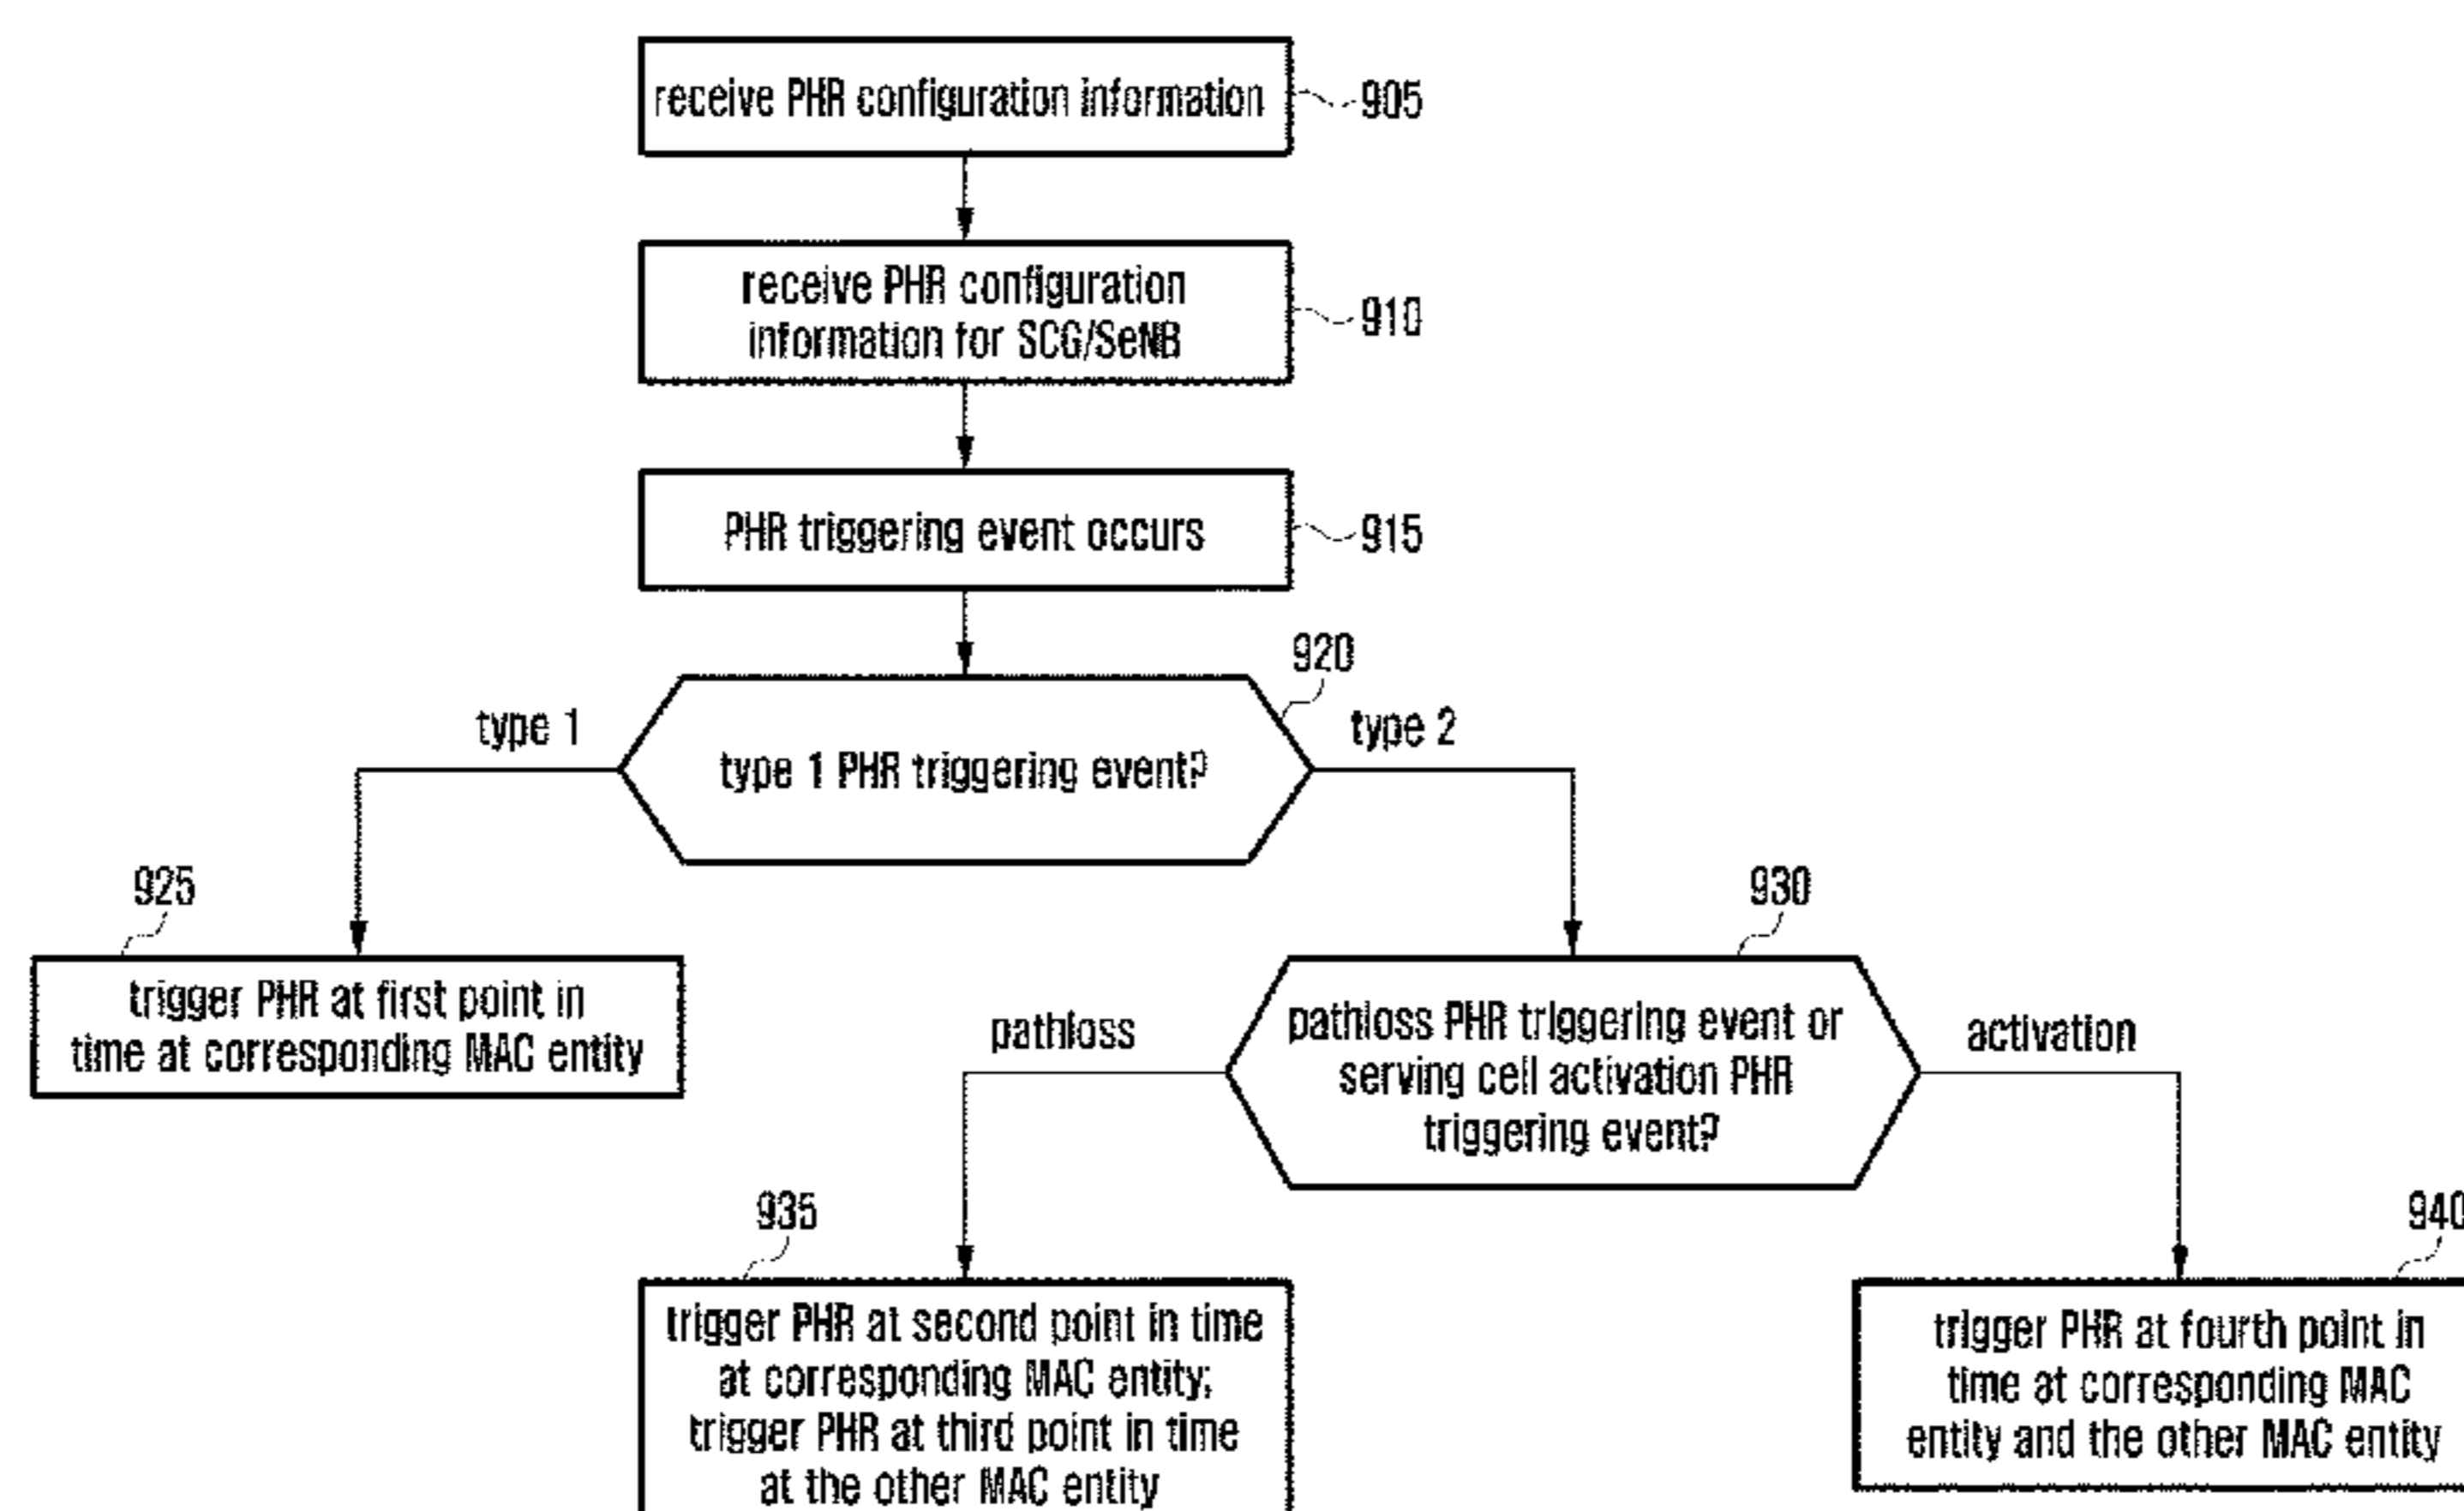 receive PHR configuration information
905
receive PHR configuration
information for SCG/SeNB
910
PHR triggering event occurs
915
920
type 1
type 2
type 1 PHR triggering event?
925
930
trigger PHR at first point in
time at corresponding MAC entity
pathloss
pathloss PHR triggering event or
serving cell activation PHR
triggering event?
activation
935
940
trigger PHR at second point in time
at corresponding MAC entity;
trigger PHR at third point in time
at the other MAC entity
trigger PHR at fourth point in
time at corresponding MAC
entity and the other MAC entity